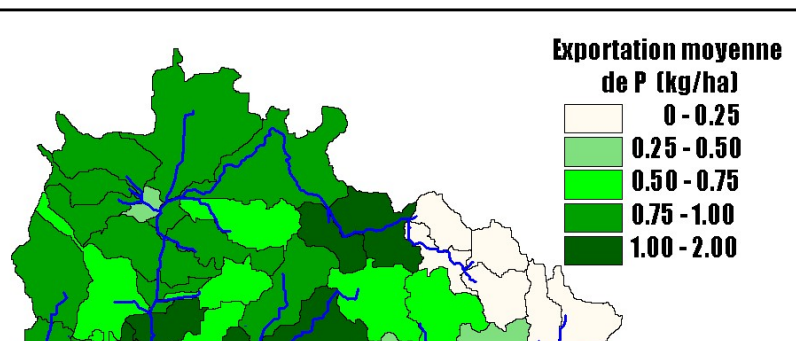 Exportation moyenne
de P (kg/ha)
0 - 0.25
0.25 - 0.50
0.50 - 0.75
0.75 - 1.00
1.00 - 2.00